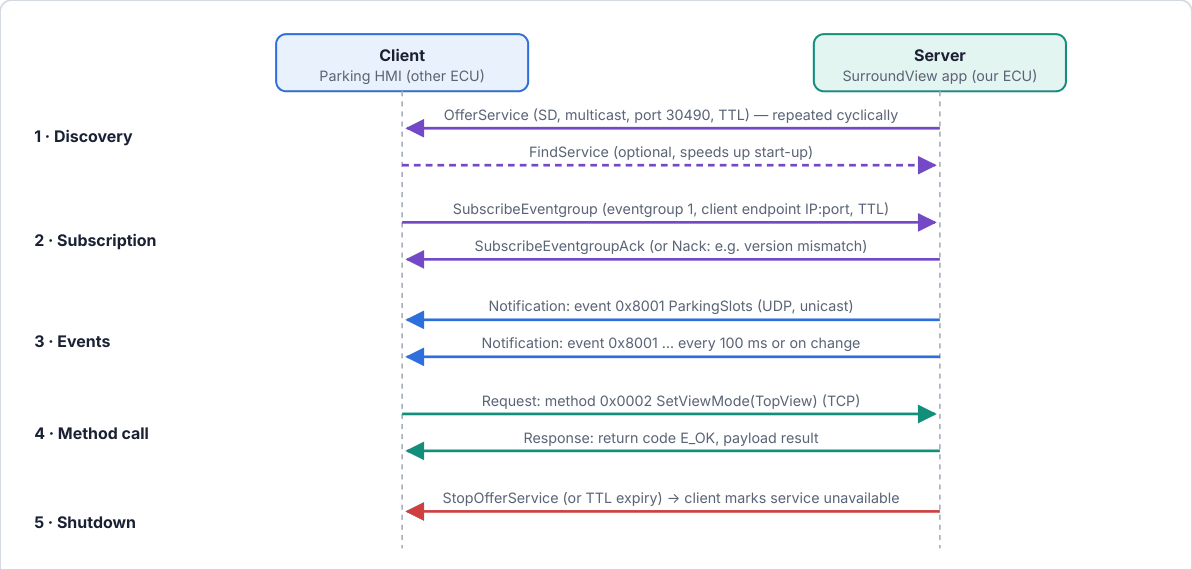 Client
Parking HMI (other ECU)
Server
SurroundView app (our ECU)
1 · Discovery
OfferService (SD, multicast, port 30490, TTL) — repeated cyclically
FindService (optional, speeds up start-up)
2 · Subscription
SubscribeEventgroup (eventgroup 1, client endpoint IP:port, TTL)
SubscribeEventgroupAck (or Nack: e.g. version mismatch)
3 · Events
Notification: event 0x8001 ParkingSlots (UDP, unicast)
Notification: event 0x8001 ... every 100 ms or on change
4 · Method call
Request: method 0x0002 SetViewMode(TopView) (TCP)
Response: return code E_OK, payload result
5 · Shutdown
StopOfferService (or TTL expiry) → client marks service unavailable